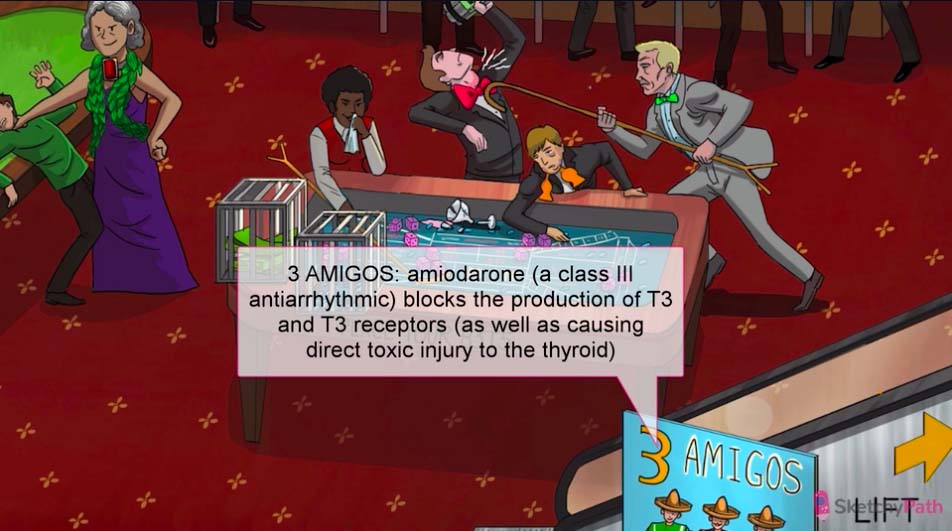 3 AMIGOS: amiodarone (a class III
antiarrhythmic) blocks the production of T3
and T3 receptors (as well as causing
direct toxic injury to the thyroid)
3 AMIGOS
SketchyPath
LIFT